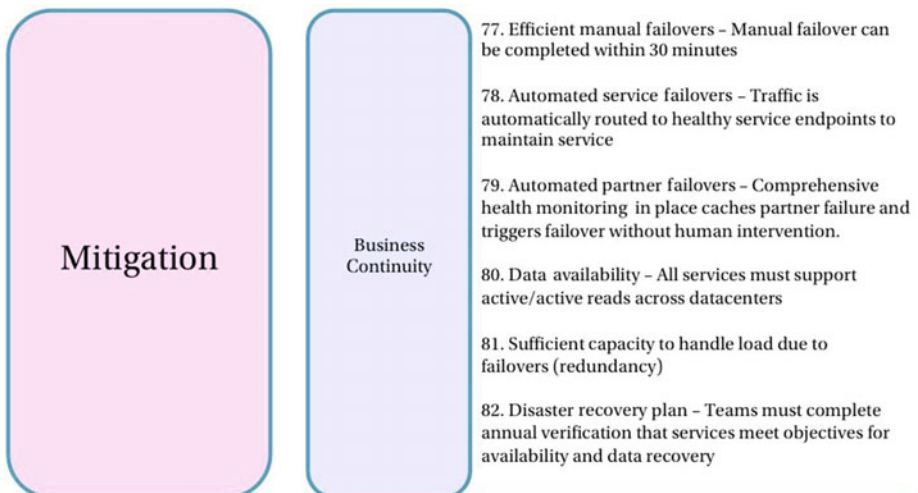 Mitigation
Business
Continuity
77. Efficient manual failovers – Manual failover can
be completed within 30 minutes
78. Automated service failovers – Traffic is
automatically routed to healthy service endpoints to
maintain service
79. Automated partner failovers – Comprehensive
health monitoring in place caches partner failure and
triggers failover without human intervention.
80. Data availability – All services must support
active/active reads across datacenters
81. Sufficient capacity to handle load due to
failovers (redundancy)
82. Disaster recovery plan – Teams must complete
annual verification that services meet objectives for
availability and data recovery